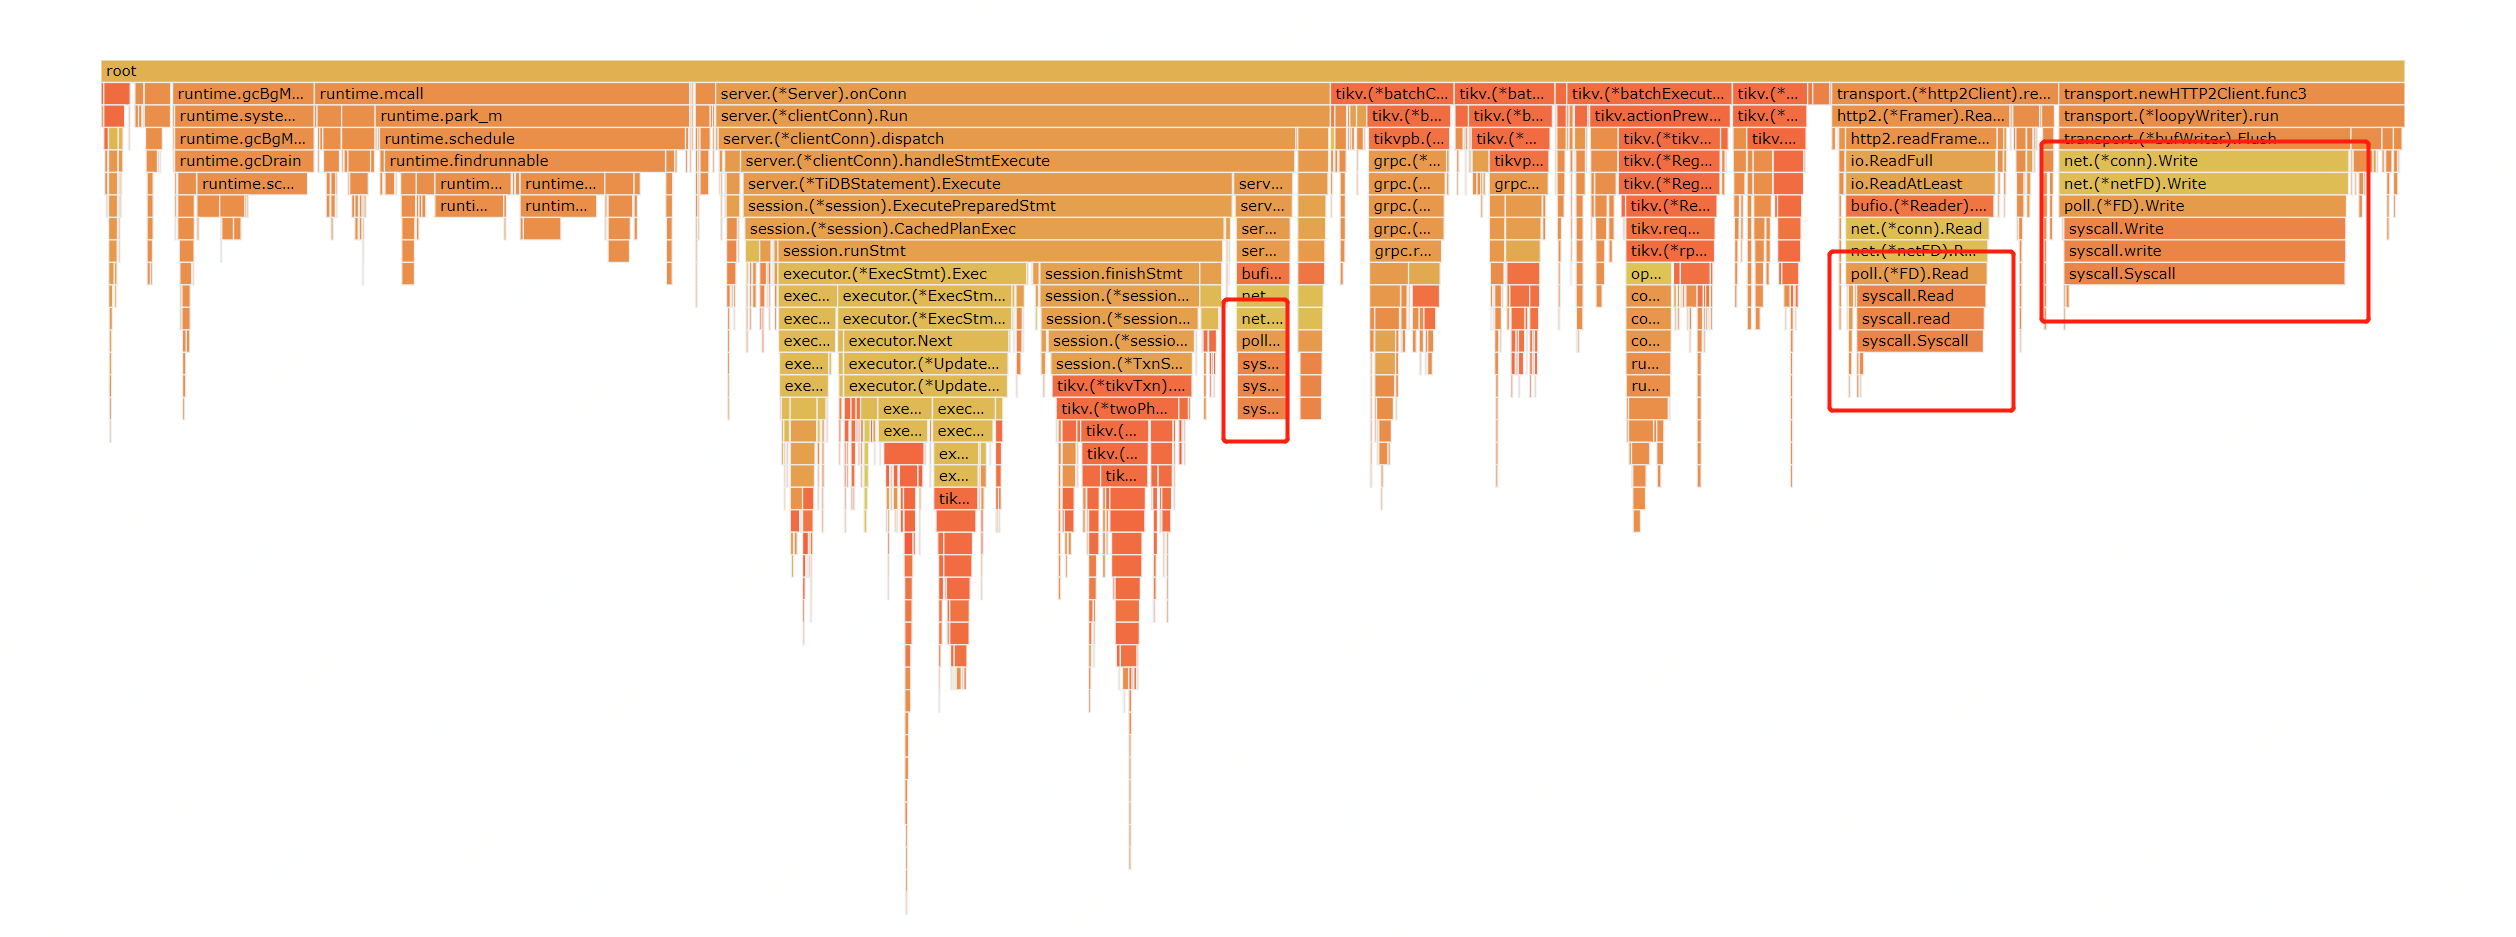 root
runtime.gcBgM... runtime.mcall server.(*Server).onConn tikv.(*batchC... tikv.(*bat... tikv.(*batchExecut... tikv.(*... transport.(*http2Client).re... transport.newHTTP2Client.func3
runtime.syste... runtime.park_m server.(*clientConn).Run tikv.(*b... tikv.(*b... tikv.actionPrew... tikv.(*... http2.(*Framer).Rea... transport.(*loopyWriter).run
runtime.gcBgM... runtime.schedule server.(*clientConn).dispatch tikvpb.(... tikv.(*... tikv.(*tikv... tikv.... http2.readFrame... transport.(*bufWriter).Flush
runtime.gcDrain runtime.findrunnable server.(*clientConn).handleStmtExecute grpc.(*... tikvp... tikv.(*Reg... io.ReadFull net.(*conn).Write
runtime.sc... runtim... runtime... server.(*TiDBStatement).Execute serv... grpc.(... grpc... tikv.(*Reg... io.ReadAtLeast net.(*netFD).Write
runti... runtim... session.(*session).ExecutePreparedStmt serv... grpc.(... tikv.(*Re... bufio.(*Reader).... poll.(*FD).Write
session.(*session).CachedPlanExec ser... grpc.(... tikv.req... net.(*conn).Read syscall.Write
session.runStmt ser... grpc.r... tikv.(*rp... net.(*netFD).R... syscall.write
executor.(*ExecStmt).Exec session.finishStmt bufi... op... poll.(*FD).Read syscall.Syscall
exec... executor.(*ExecStm... session.(*session... net... co... syscall.Read
exec... executor.(*ExecStm... session.(*session... net.... co... syscall.read
exec... executor.Next session.(*sessio... poll... co... syscall.Syscall
exe... executor.(*Update... session.(*TxnS... sys... ru...
exe... executor.(*Update... tikv.(*tikvTxn).... sys... ru...
exe... exec... tikv.(*twoPh... sys...
exe... exec... tikv.(...
ex... tikv.(...
ex... tik...
tik...